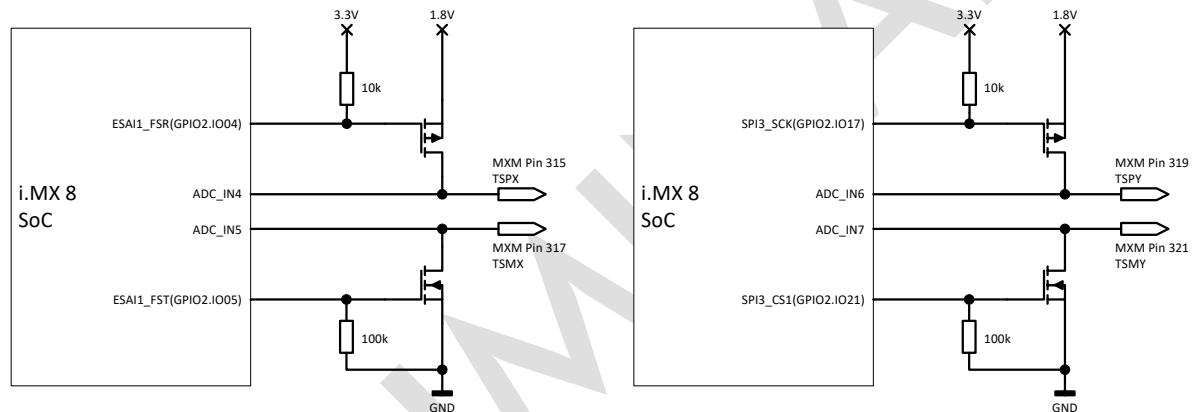 3.3V
1.8V
10k
ESAI1_FSR(GPIO2.IO04)
MXM Pin 315
TSPX
i.MX 8
SoC
ADC_IN4
ADC_IN5
MXM Pin 317
TSMX
ESAI1_FST(GPIO2.IO05)
100k
GND
3.3V
1.8V
10k
SPI3_SCK(GPIO2.IO17)
MXM Pin 319
TSPY
i.MX 8
SoC
ADC_IN6
ADC_IN7
MXM Pin 321
TSMY
SPI3_CS1(GPIO2.IO21)
100k
GND